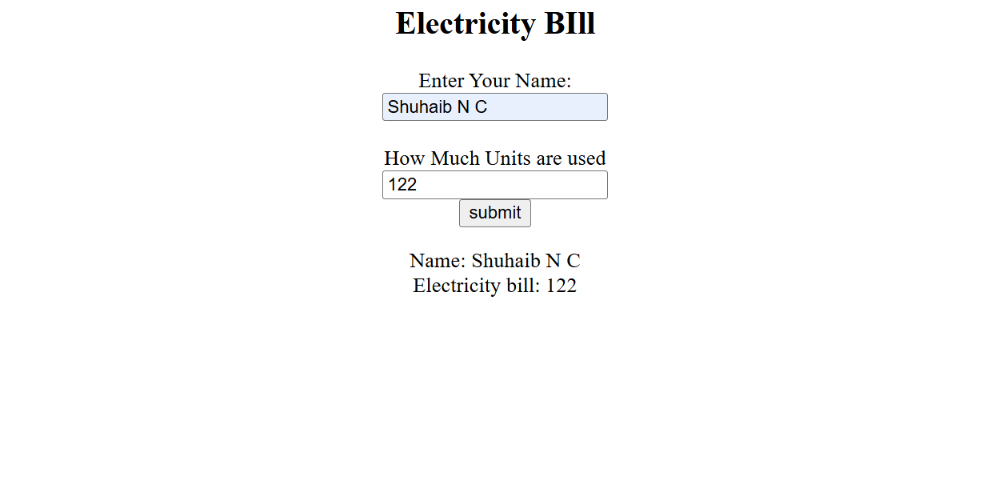 Electricity BIll
Enter Your Name:
Shuhaib N C
How Much Units are used
122
submit
Name: Shuhaib N C
Electricity bill: 122